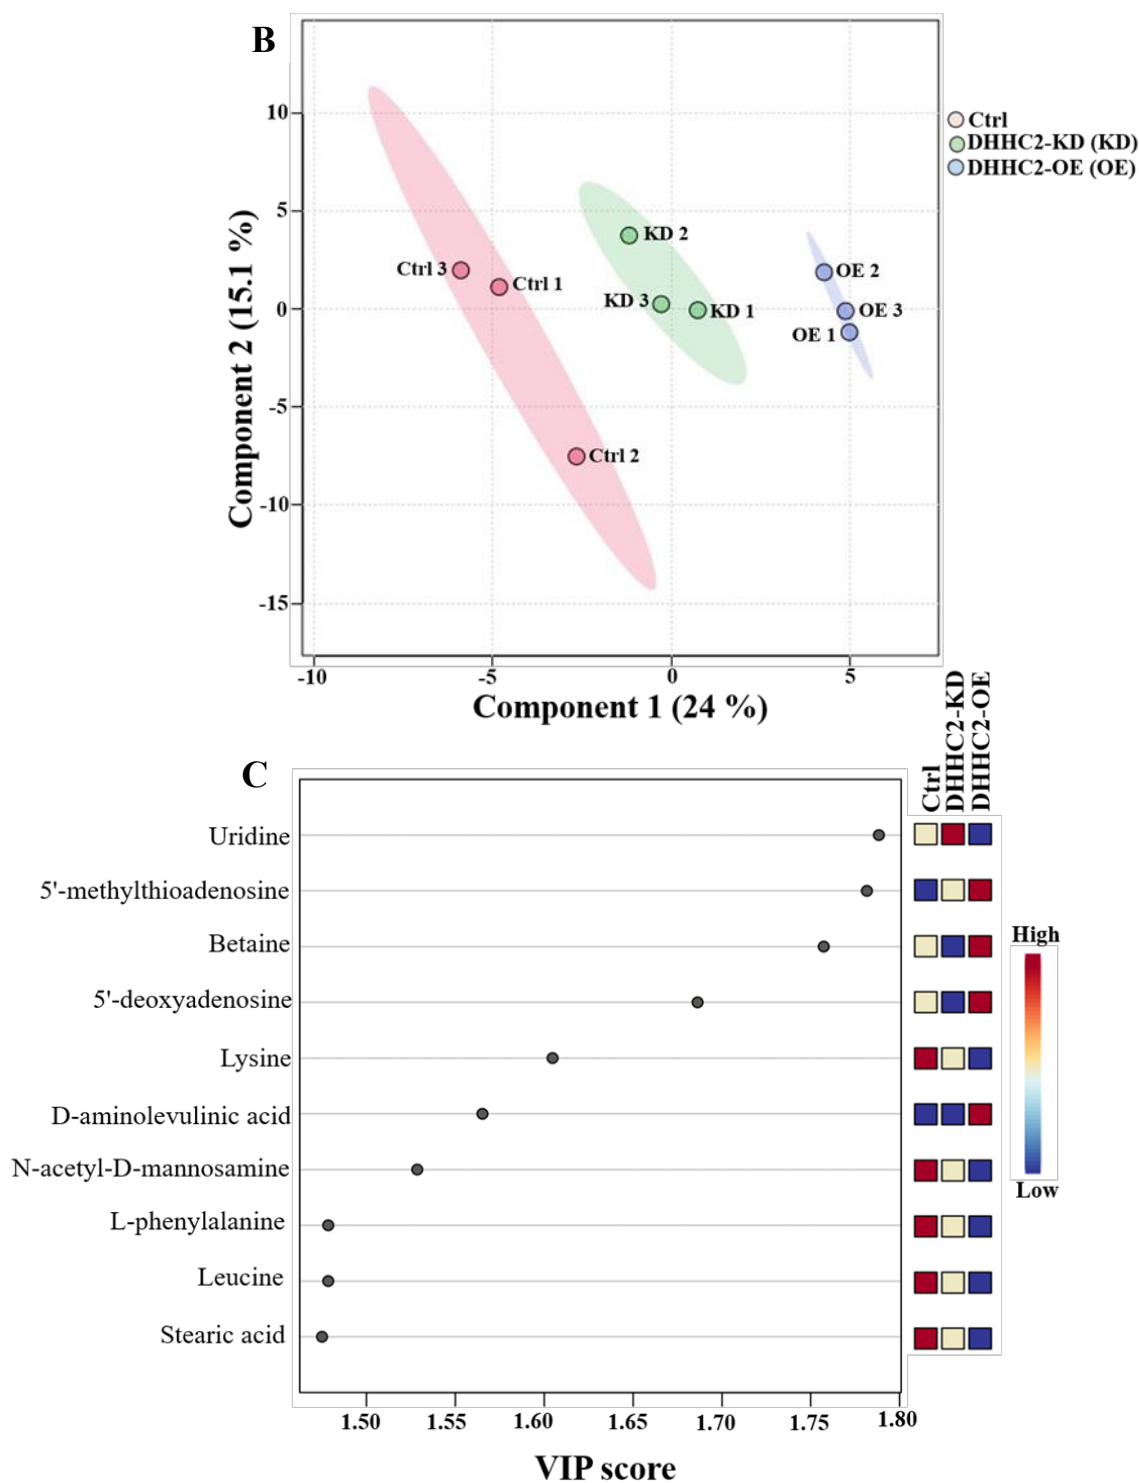 B
10
5
0
-5
-10
-15
Component 2 (15.1 %)
Ctrl 3
Ctrl 1
Ctrl 2
KD 2
KD 3
KD 1
OE 2
OE 3
OE 1
Ctrl
DHHC2-KD (KD)
DHHC2-OE (OE)
-10
-5
0
5
Component 1 (24 %)
C
Ctrl
DHHC2-KD
DHHC2-OE
Uridine
5'-methylthioadenosine
Betaine
5'-deoxyadenosine
Lysine
D-aminolevulinic acid
N-acetyl-D-mannosamine
L-phenylalanine
Leucine
Stearic acid
High
Low
1.50
1.55
1.60
1.65
1.70
1.75
1.80
VIP score